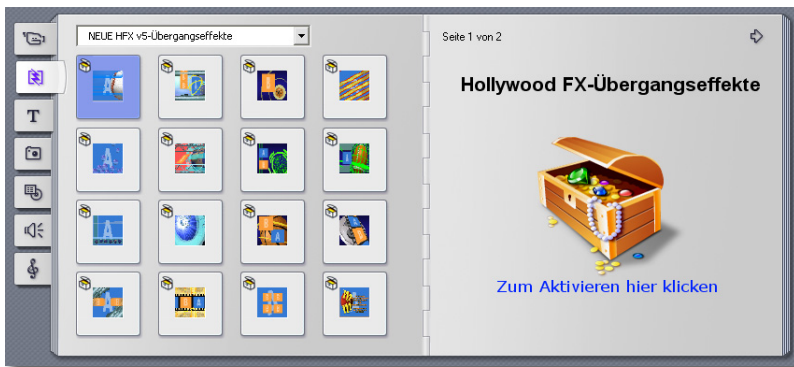 NEUE HFX v5-Übergangseffekte
Seite 1 von 2
Hollywood FX-Übergangseffekte
Zum Aktivieren hier klicken
T
A
A
A
A